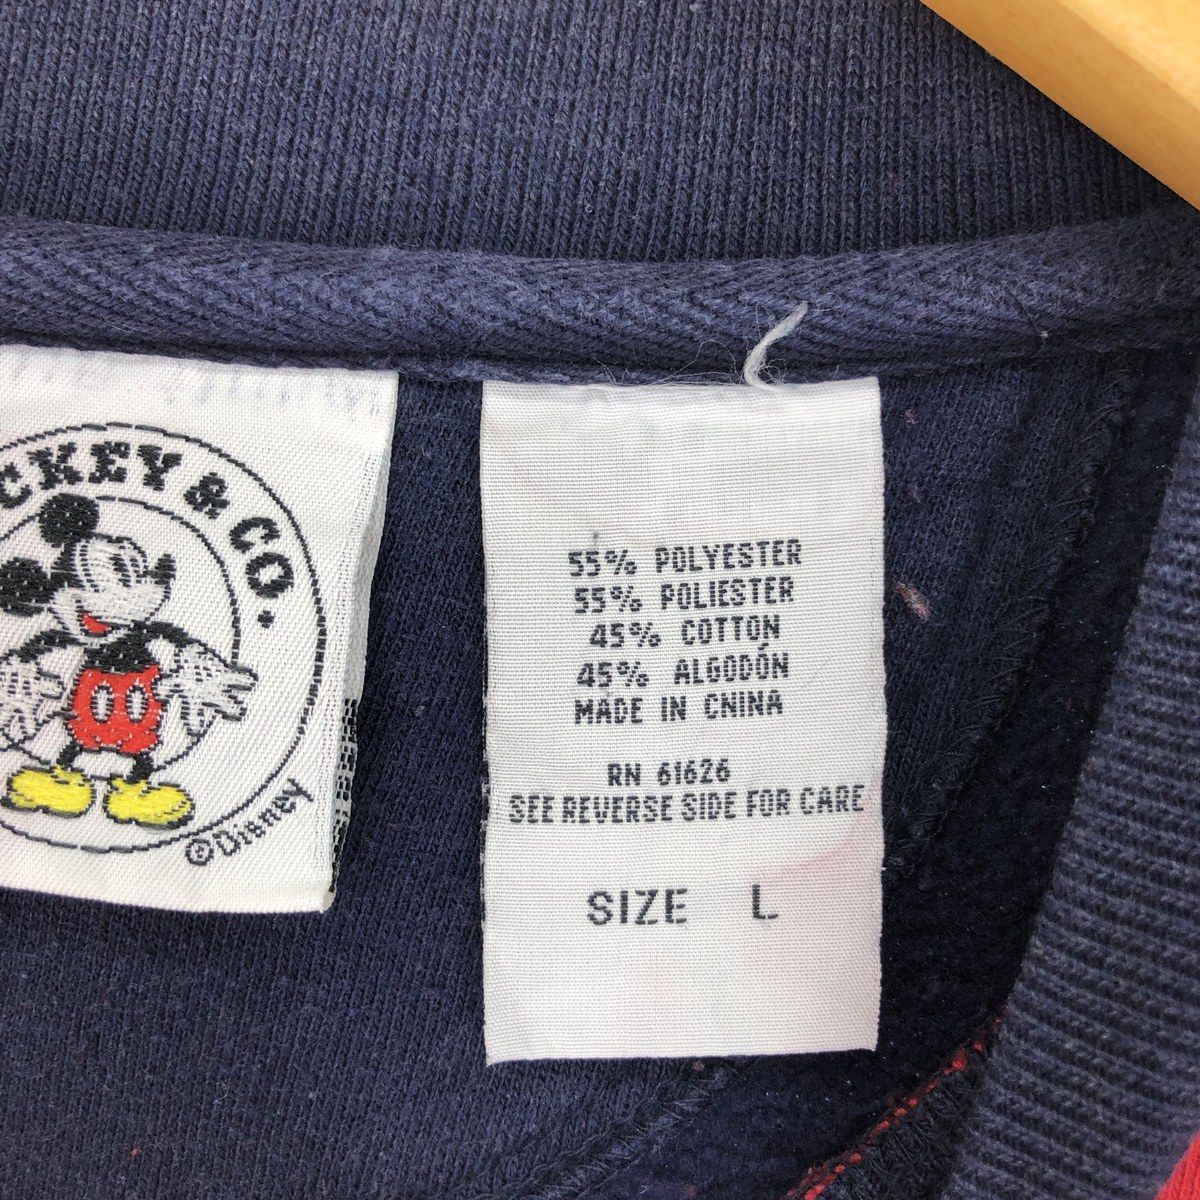 CKEY & CO.
©Disney
55% POLYESTER
55% POLIESTER
45% COTTON
45% ALGODÓN
MADE IN CHINA
RN 61626
SEE REVERSE SIDE FOR CARE
SIZE L